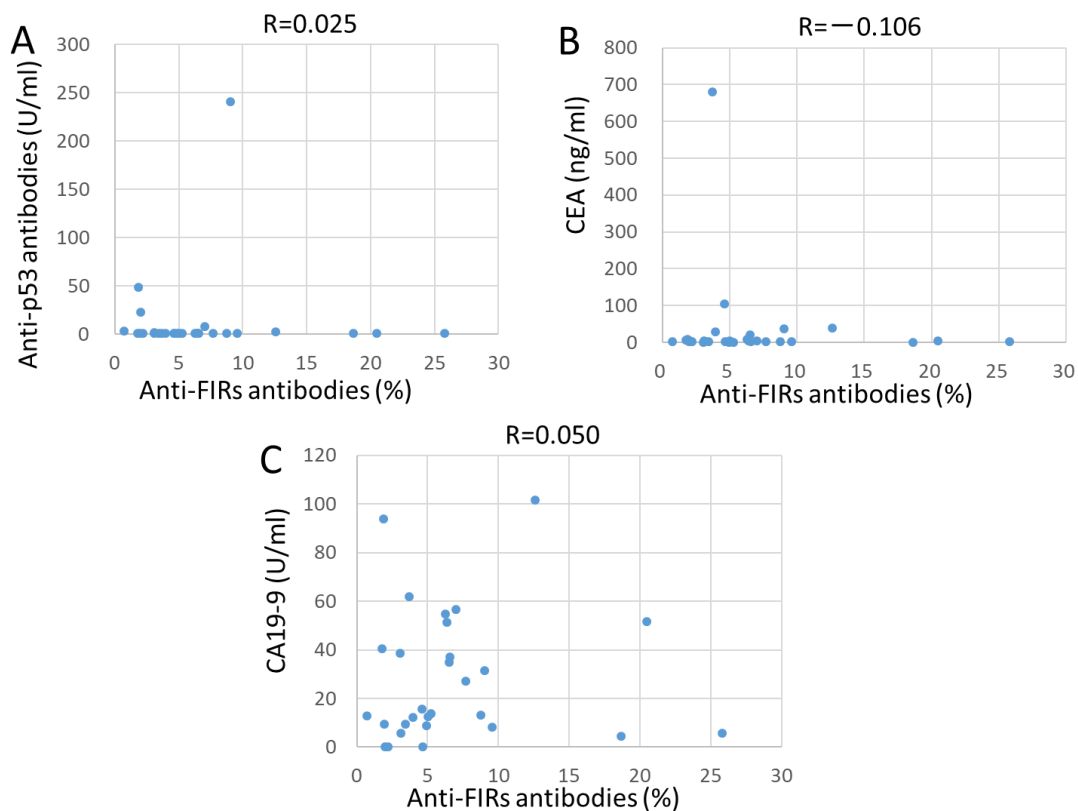 A
R=0.025
300
250
200
150
100
50
0
Anti-p53 antibodies (U/ml)
0 5 10 15 20 25 30
Anti-FIRs antibodies (%)
B
R=－0.106
800
700
600
500
400
300
200
100
0
CEA (ng/ml)
0 5 10 15 20 25 30
Anti-FIRs antibodies (%)
C
R=0.050
120
100
80
60
40
20
0
CA19-9 (U/ml)
0 5 10 15 20 25 30
Anti-FIRs antibodies (%)